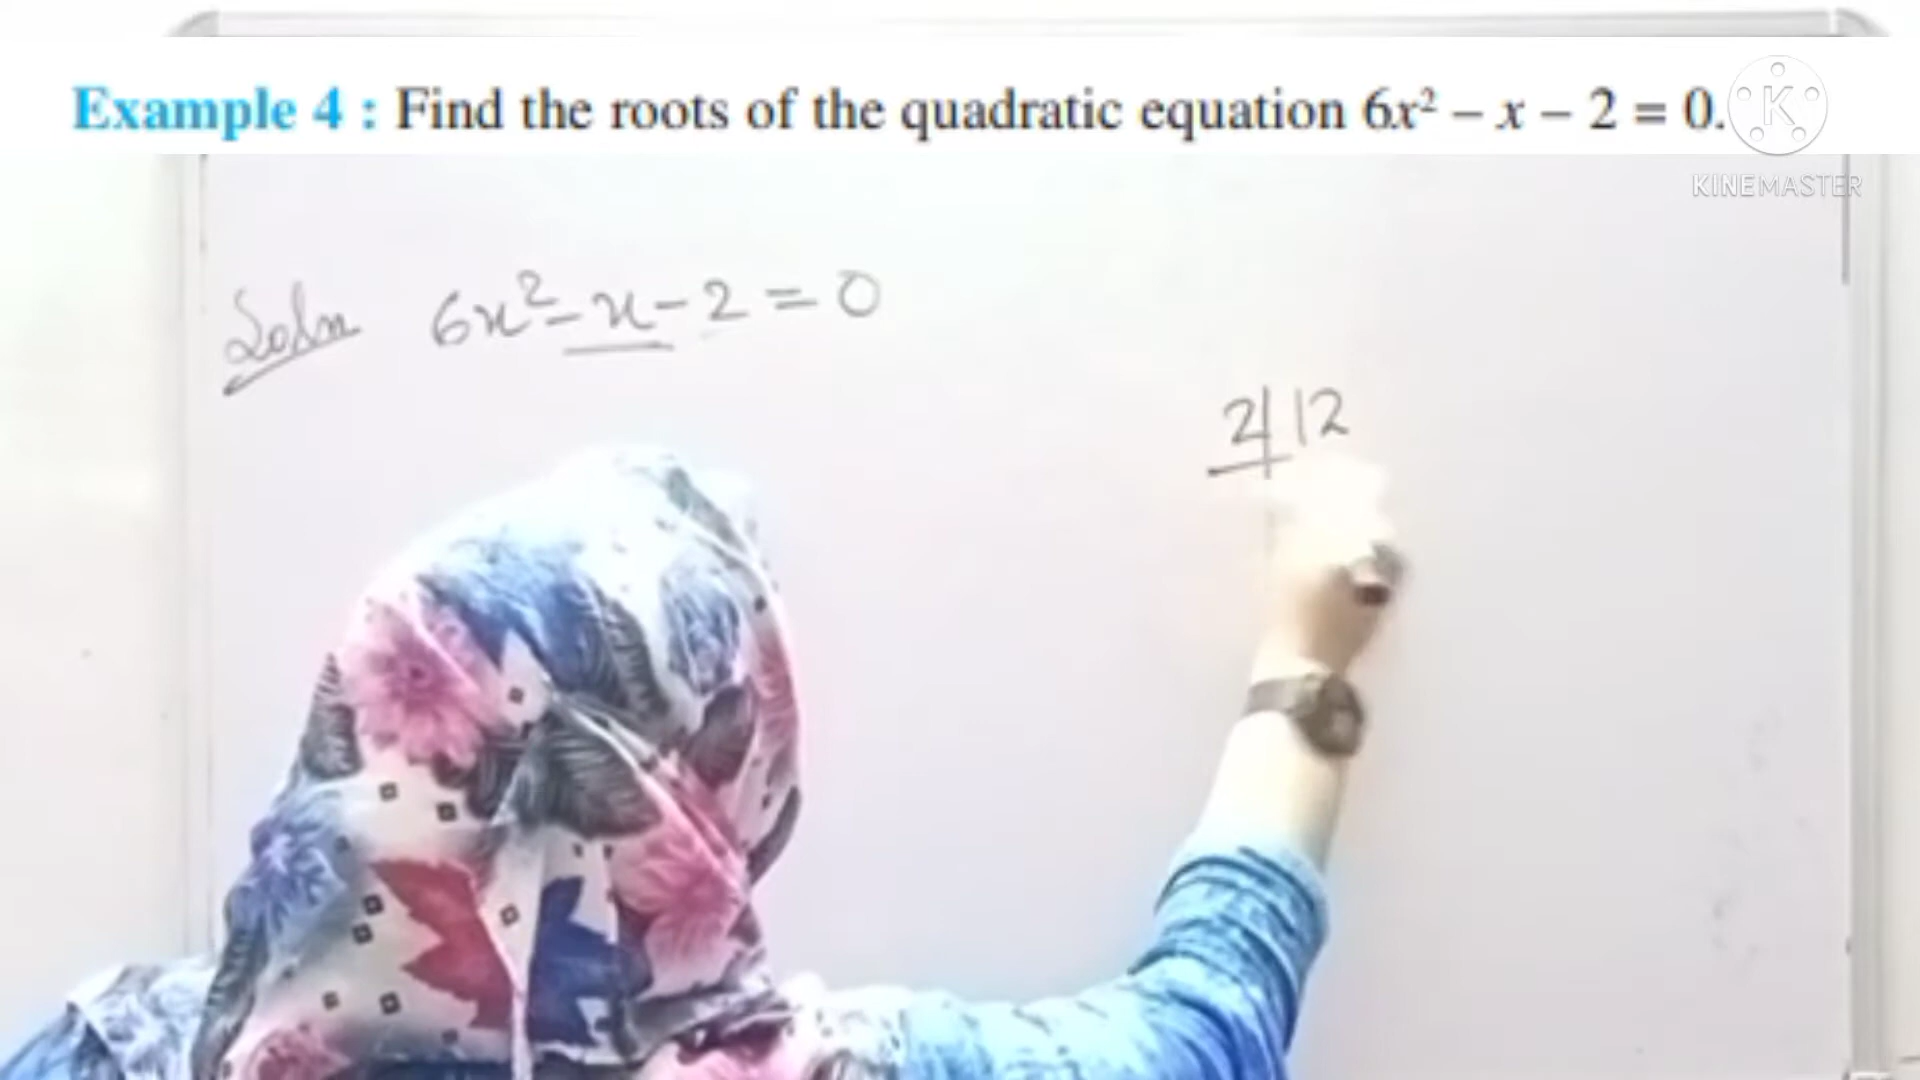 Example 4 : Find the roots of the quadratic equation 6x² – x – 2 = 0.
K
KINEMASTER
Soln 6x² - x - 2 = 0
2 | 12